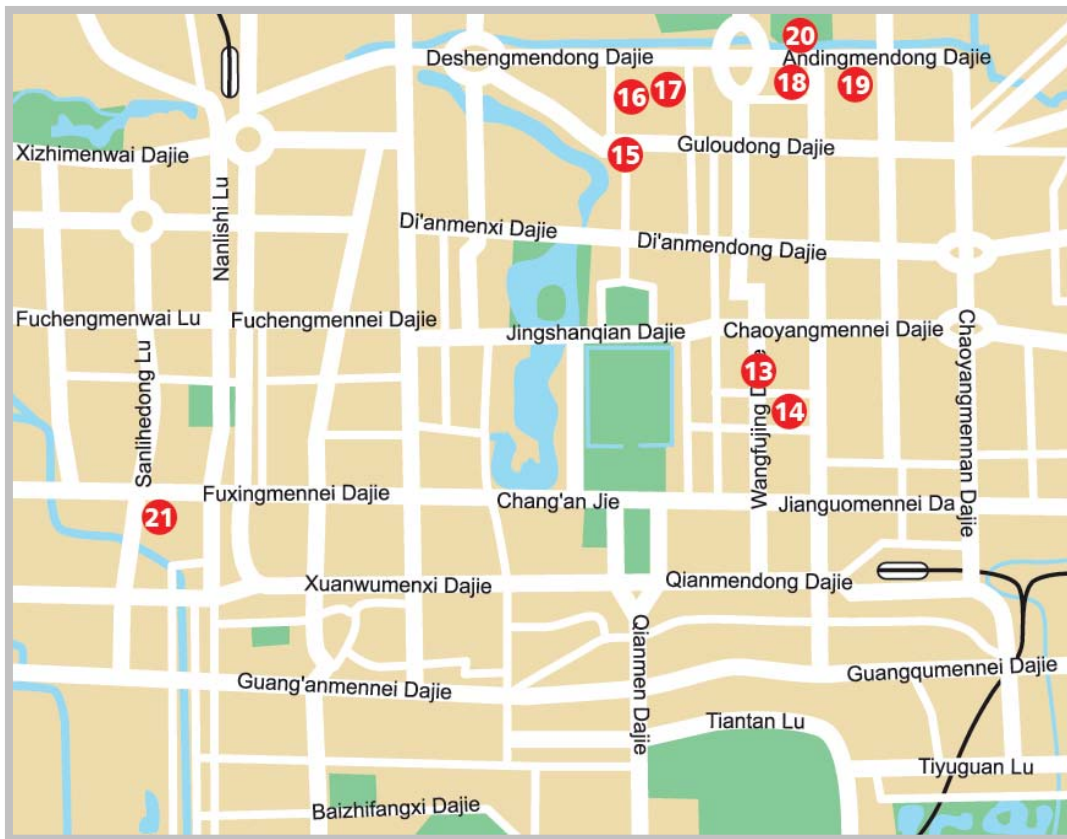 20
Deshengmendong Dajie
Andingmendong Dajie
16
17
18
19
15
Guloudong Dajie
Xizhimenwai Dajie
Nanlishi Lu
Di'anmenxi Dajie
Di'anmendong Dajie
Fuchengmenwai Lu
Fuchengmennei Dajie
Jingshanqian Dajie
Chaoyangmennei Dajie
Sanlihedong Lu
Chaoyangmennan Dajie
13
14
Wangfujing
Fuxingmennei Dajie
Chang'an Jie
Jianguomennei Da
21
Xuanwumenxi Dajie
Qianmendong Dajie
Qianmen Dajie
Guang'anmennei Dajie
Guangqumennei Dajie
Tiantan Lu
Tiyuguan Lu
Baizhifangxi Dajie